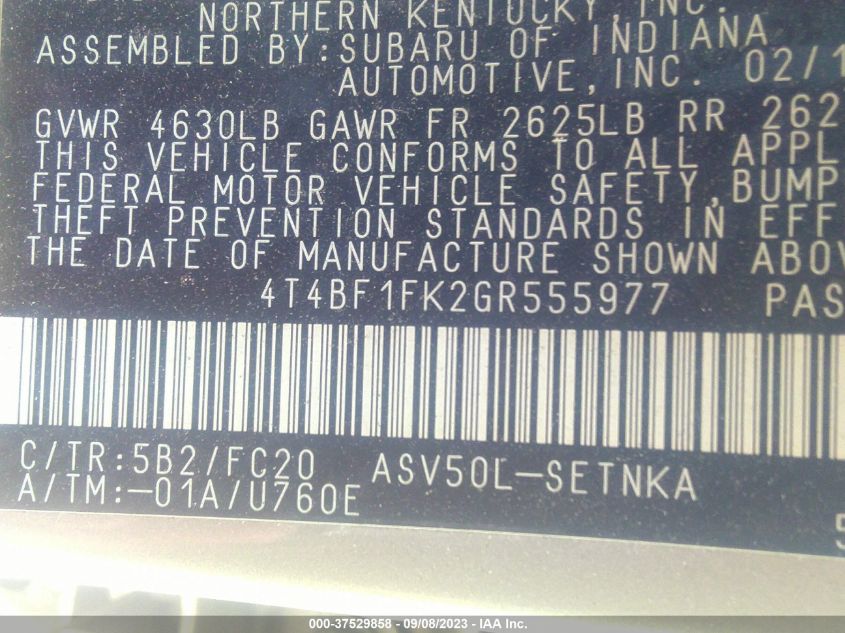 NORTHERN KENTUCKY, INC.
ASSEMBLED BY: SUBARU OF INDIANA
AUTOMOTIVE, INC. 02/1
GVWR 4630LB GAWR FR 2625LB RR 262
THIS VEHICLE CONFORMS TO ALL APPL
FEDERAL MOTOR VEHICLE SAFETY, BUMP
THEFT PREVENTION STANDARDS IN EFF
THE DATE OF MANUFACTURE SHOWN ABOV
4T4BF1FK2GR555977 PAS
C/TR:5B2/FC20 ASV50L-SETNKA
A/TM:-01A/U760E
5
000-37529858 - 09/08/2023 - IAA Inc.